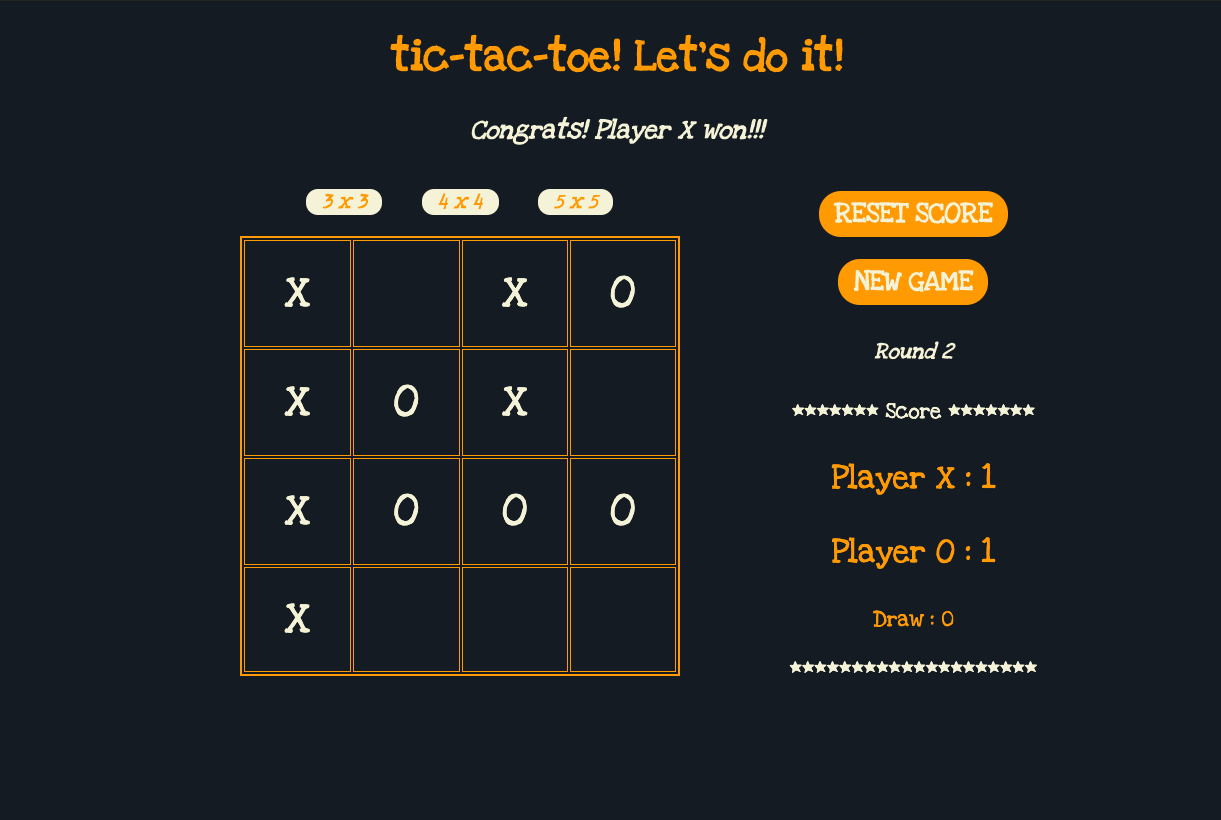 tic-tac-toe! Let's do it!
Congrats! Player X won!!!
3 x 3 4 x 4 5 x 5
RESET SCORE
NEW GAME
X X O
X O X
X O O O
X
Round 2
★★★★★★★ Score ★★★★★★★
Player X : 1
Player O : 1
Draw : 0
★★★★★★★★★★★★★★★★★★★★